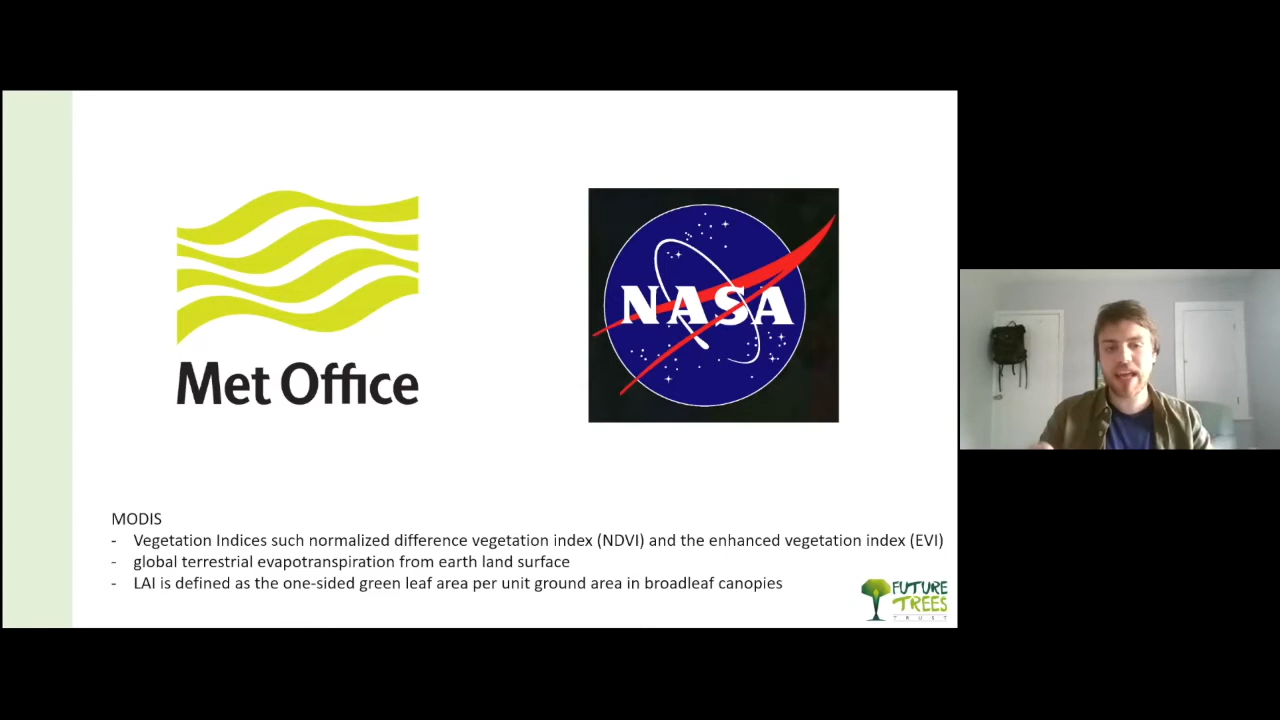 Met Office
NASA
MODIS
- Vegetation Indices such normalized difference vegetation index (NDVI) and the enhanced vegetation index (EVI)
- global terrestrial evapotranspiration from earth land surface
- LAI is defined as the one-sided green leaf area per unit ground area in broadleaf canopies
FUTURE
TREES
TRUST